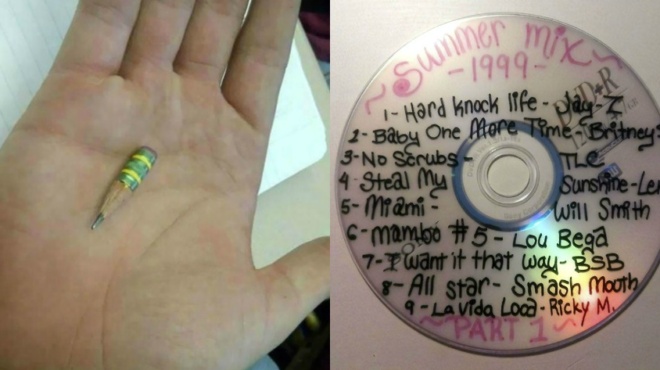 ~Summer mix~
-1999-
1- Hard knock life - Jay-Z
2- Baby One More Time - Britney
3- No Scrubs - TLC
4 Steal My Sunshine-Len
5- Miami - Will Smith
6- mambo #5 - Lou Bega
7- I want it that way - BSB
8- All star - Smash Mouth
9 - La vida Loca - Ricky M.
~PART 1~